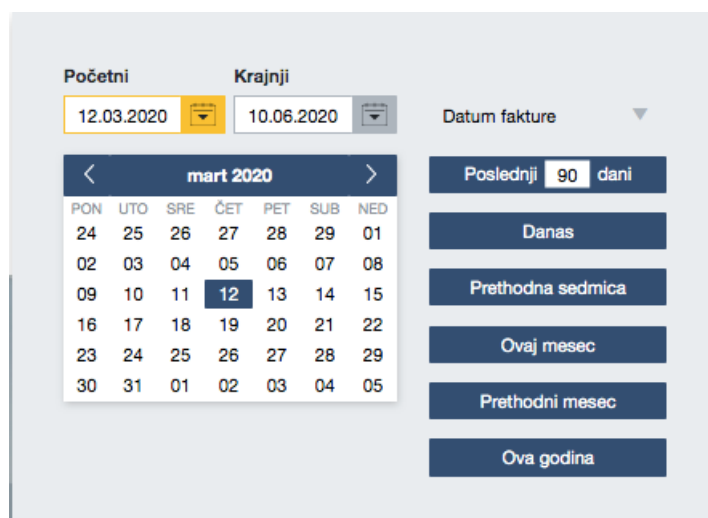 Početni Krajnji
12.03.2020 10.06.2020 Datum fakture
mart 2020
PON UTO SRE ČET PET SUB NED
24 25 26 27 28 29 01
02 03 04 05 06 07 08
09 10 11 12 13 14 15
16 17 18 19 20 21 22
23 24 25 26 27 28 29
30 31 01 02 03 04 05
Poslednji 90 dani
Danas
Prethodna sedmica
Ovaj mesec
Prethodni mesec
Ova godina